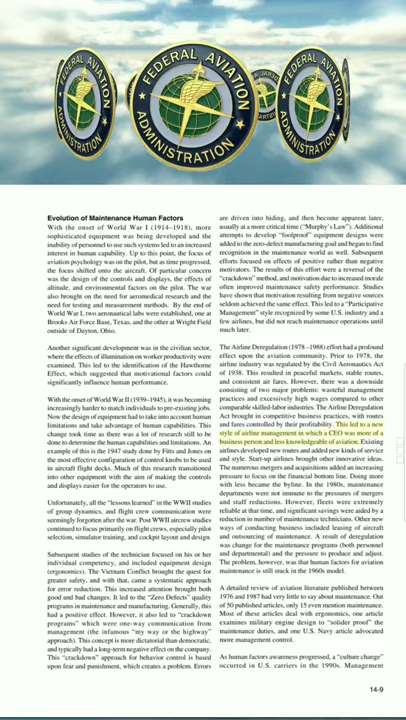 FEDERAL AVIATION
ADMINISTRATION
FEDERAL AVIATION
ADMINISTRATION
FEDERAL AVIATION
ADMINISTRATION
Evolution of Maintenance Human Factors
With the onset of World War I (1914–1918), more
sophisticated equipment was being developed and the
inability of personnel to use such systems led to an increased
interest in human capability. Up to this point, the focus of
aviation psychology was on the pilot, but as time progressed,
the focus shifted onto the aircraft. Of particular concern
was the design of the controls and displays, the effects of
altitude, and environmental factors on the pilot. The war
also brought on the need for aeromedical research and the
need for testing and measurement methods. By the end of
World War I, two aeronautical labs were established, one at
Brooks Air Force Base, Texas, and the other at Wright Field
outside of Dayton, Ohio.
Another significant development was in the civilian sector,
where the effects of illumination on worker productivity were
examined. This led to the identification of the Hawthorne
Effect, which suggested that motivational factors could
significantly influence human performance.
With the onset of World War II (1939–1945), it was becoming
increasingly harder to match individuals to pre-existing jobs.
Now the design of equipment had to take into account human
limitations and take advantage of human capabilities. This
change took time as there was a lot of research still to be
done to determine the human capabilities and limitations. An
example of this is the 1947 study done by Fitts and Jones on
the most effective configuration of control knobs to be used
in aircraft flight decks. Much of this research transitioned
into other equipment with the aim of making the controls
and displays easier for the operators to use.
Unfortunately, all the "lessons learned" in the WWII studies
of group dynamics, and flight crew communication were
seemingly forgotten after the war. Post WWII aircrew studies
continued to focus primarily on flight crews, especially pilot
selection, simulator training, and cockpit layout and design.
Subsequent studies of the technician focused on his or her
individual competency, and included equipment design
(ergonomics). The Vietnam Conflict brought the quest for
greater safety, and with that, came a systematic approach
for error reduction. This increased attention brought both
good and bad changes. It led to the "Zero Defects" quality
programs in maintenance and manufacturing. Generally, this
had a positive effect. However, it also led to "crackdown
programs" which were one-way communication from
management (the infamous "my way or the highway"
approach). This concept is more dictatorial than democratic,
and typically had a long-term negative effect on the company.
This "crackdown" approach for behavior control is based
upon fear and punishment, which creates a problem. Errors
are driven into hiding, and then become apparent later,
usually at a more critical time ("Murphy's Law"). Additional
attempts to develop "foolproof" equipment designs were
added to the zero-defect manufacturing goal and began to find
recognition in the maintenance world as well. Subsequent
efforts focused on effects of positive rather than negative
motivators. The results of this effort were a reversal of the
"crackdown" method, and motivation due to increased morale
often improved maintenance safety performance. Studies
have shown that motivation resulting from negative sources
seldom achieved the same effect. This led to a "Participative
Management" style recognized by some U.S. industry and a
few airlines, but did not reach maintenance operations until
much later.
The Airline Deregulation (1978–1988) effort had a profound
effect upon the aviation community. Prior to 1978, the
airline industry was regulated by the Civil Aeronautics Act
of 1938. This resulted in peaceful markets, stable routes,
and consistent air fares. However, there was a downside
consisting of two major problems: wasteful management
practices and excessively high wages compared to other
comparable skilled-labor industries. The Airline Deregulation
Act brought in competitive business practices, with routes
and fares controlled by their profitability. This led to a new
style of airline management in which a CEO was more of a
business person and less knowledgeable of aviation. Existing
airlines developed new routes and added new kinds of service
and style. Start-up airlines brought other innovative ideas.
The numerous mergers and acquisitions added an increasing
pressure to focus on the financial bottom line. Doing more
with less became the byline. In the 1980s, maintenance
departments were not immune to the pressures of mergers
and staff reductions. However, fleets were extremely
reliable at that time, and significant savings were aided by a
reduction in number of maintenance technicians. Other new
ways of conducting business included leasing of aircraft
and outsourcing of maintenance. A result of deregulation
was change for the maintenance programs (both personnel
and departmental) and the pressure to produce and adjust.
The problem, however, was that human factors for aviation
maintenance is still stuck in the 1960s model.
A detailed review of aviation literature published between
1976 and 1987 had very little to say about maintenance. Out
of 50 published articles, only 15 even mention maintenance.
Most of these articles deal with ergonomics, one article
examines military engine design to "solider proof" the
maintenance duties, and one U.S. Navy article advocated
more management control.
As human factors awareness progressed, a "culture change"
occurred in U.S. carriers in the 1990s. Management
14-9